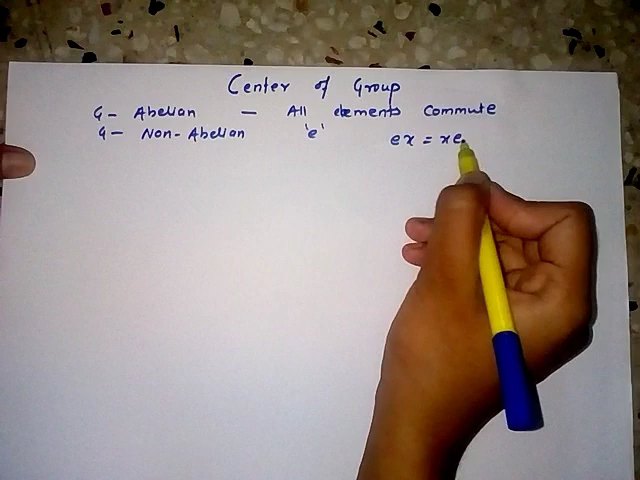 Center of Group
G- Abelian - All elements Commute
G- Non-Abelian 'e' ex = xe